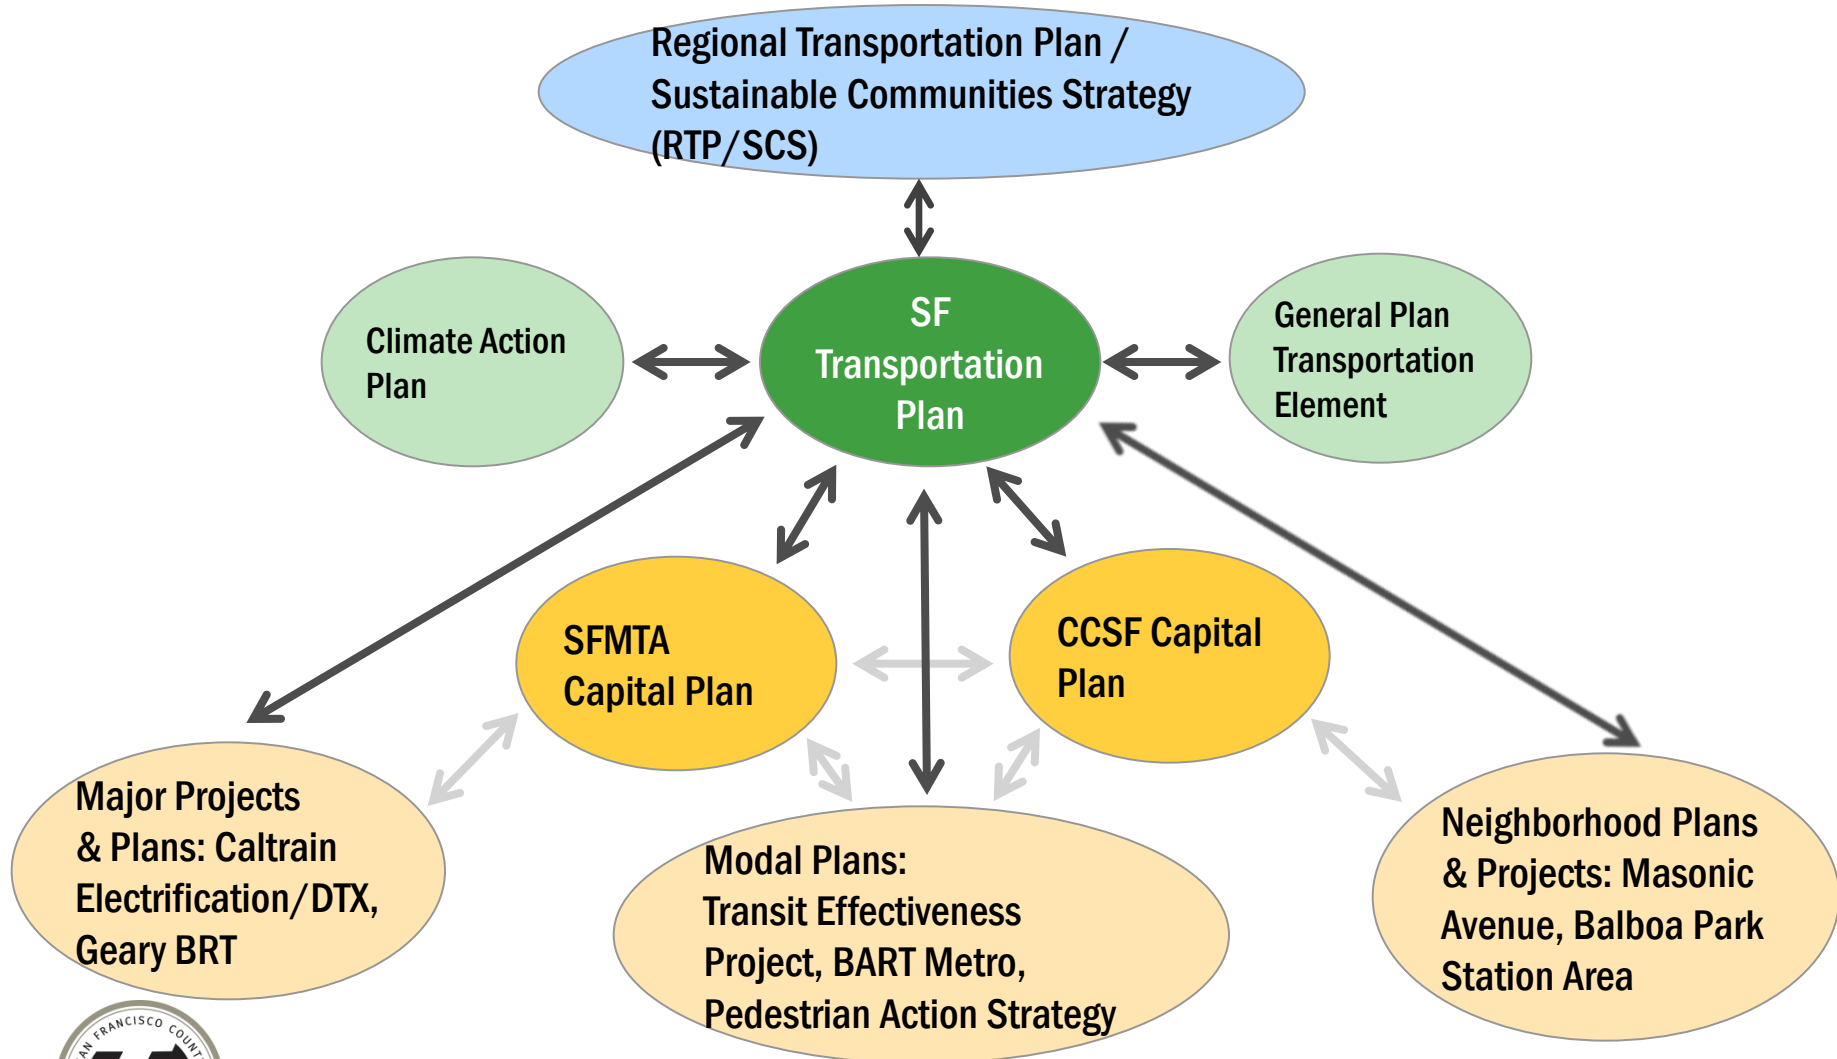 Regional Transportation Plan /
Sustainable Communities Strategy
(RTP/SCS)
SF
Transportation
Plan
Climate Action
Plan
General Plan
Transportation
Element
SFMTA
Capital Plan
CCSF Capital
Plan
Major Projects
& Plans: Caltrain
Electrification/DTX,
Geary BRT
Modal Plans:
Transit Effectiveness
Project, BART Metro,
Pedestrian Action Strategy
Neighborhood Plans
& Projects: Masonic
Avenue, Balboa Park
Station Area
FRANCISCO